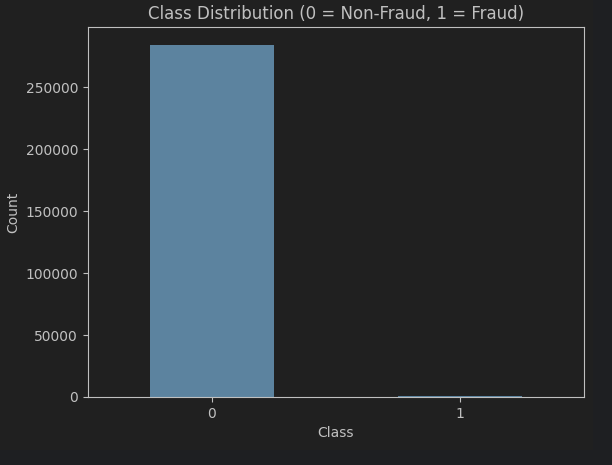 Class Distribution (0 = Non-Fraud, 1 = Fraud)
250000
200000
150000
100000
50000
0
Count
0 1
Class